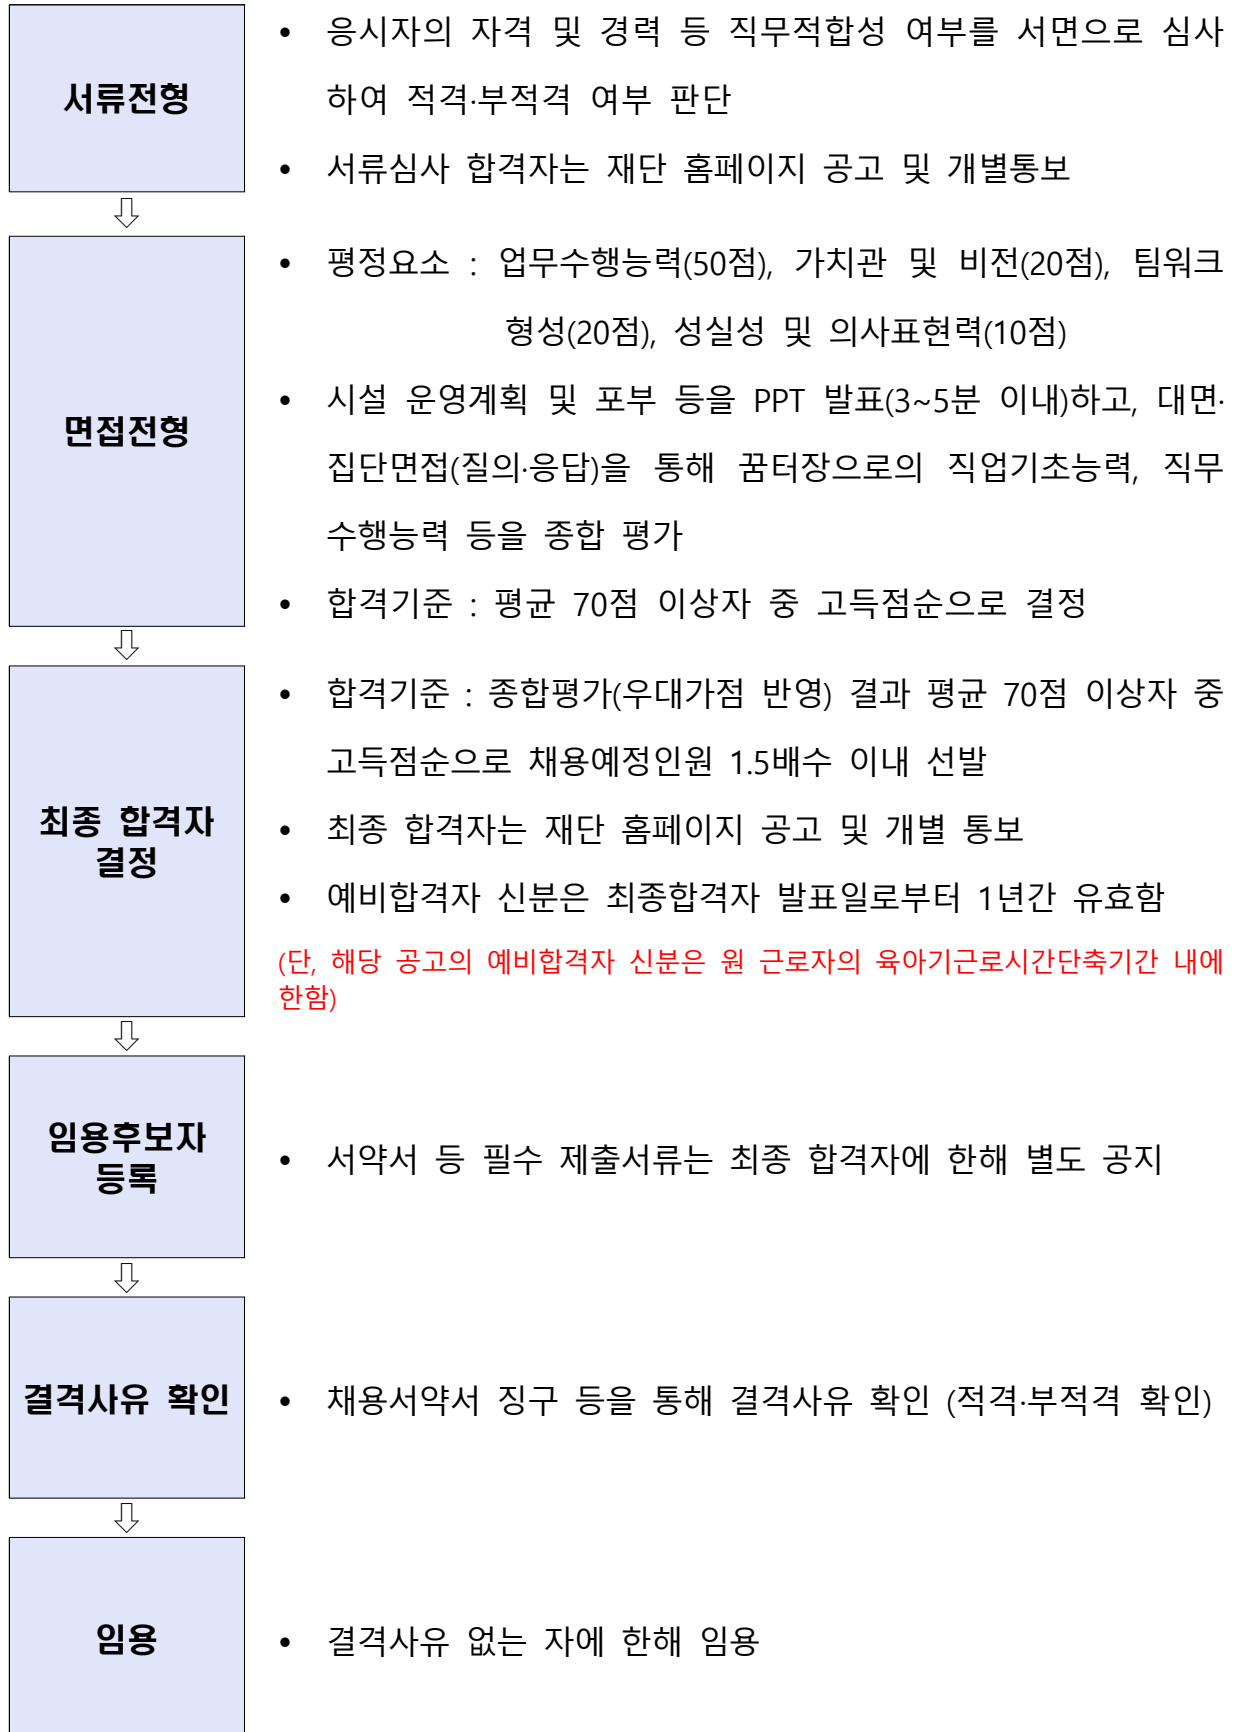 서류전형
• 응시자의 자격 및 경력 등 직무적합성 여부를 서면으로 심사
하여 적격·부적격 여부 판단
• 서류심사 합격자는 재단 홈페이지 공고 및 개별통보
면접전형
• 평정요소 : 업무수행능력(50점), 가치관 및 비전(20점), 팀워크
형성(20점), 성실성 및 의사표현력(10점)
• 시설 운영계획 및 포부 등을 PPT 발표(3~5분 이내)하고, 대면·
집단면접(질의·응답)을 통해 꿈터장으로의 직업기초능력, 직무
수행능력 등을 종합 평가
• 합격기준 : 평균 70점 이상자 중 고득점순으로 결정
최종 합격자
결정
• 합격기준 : 종합평가(우대가점 반영) 결과 평균 70점 이상자 중
고득점순으로 채용예정인원 1.5배수 이내 선발
• 최종 합격자는 재단 홈페이지 공고 및 개별 통보
• 예비합격자 신분은 최종합격자 발표일로부터 1년간 유효함
(단, 해당 공고의 예비합격자 신분은 원 근로자의 육아기근로시간단축기간 내에
한함)
임용후보자
등록
• 서약서 등 필수 제출서류는 최종 합격자에 한해 별도 공지
결격사유 확인
• 채용서약서 징구 등을 통해 결격사유 확인 (적격·부적격 확인)
임용
• 결격사유 없는 자에 한해 임용